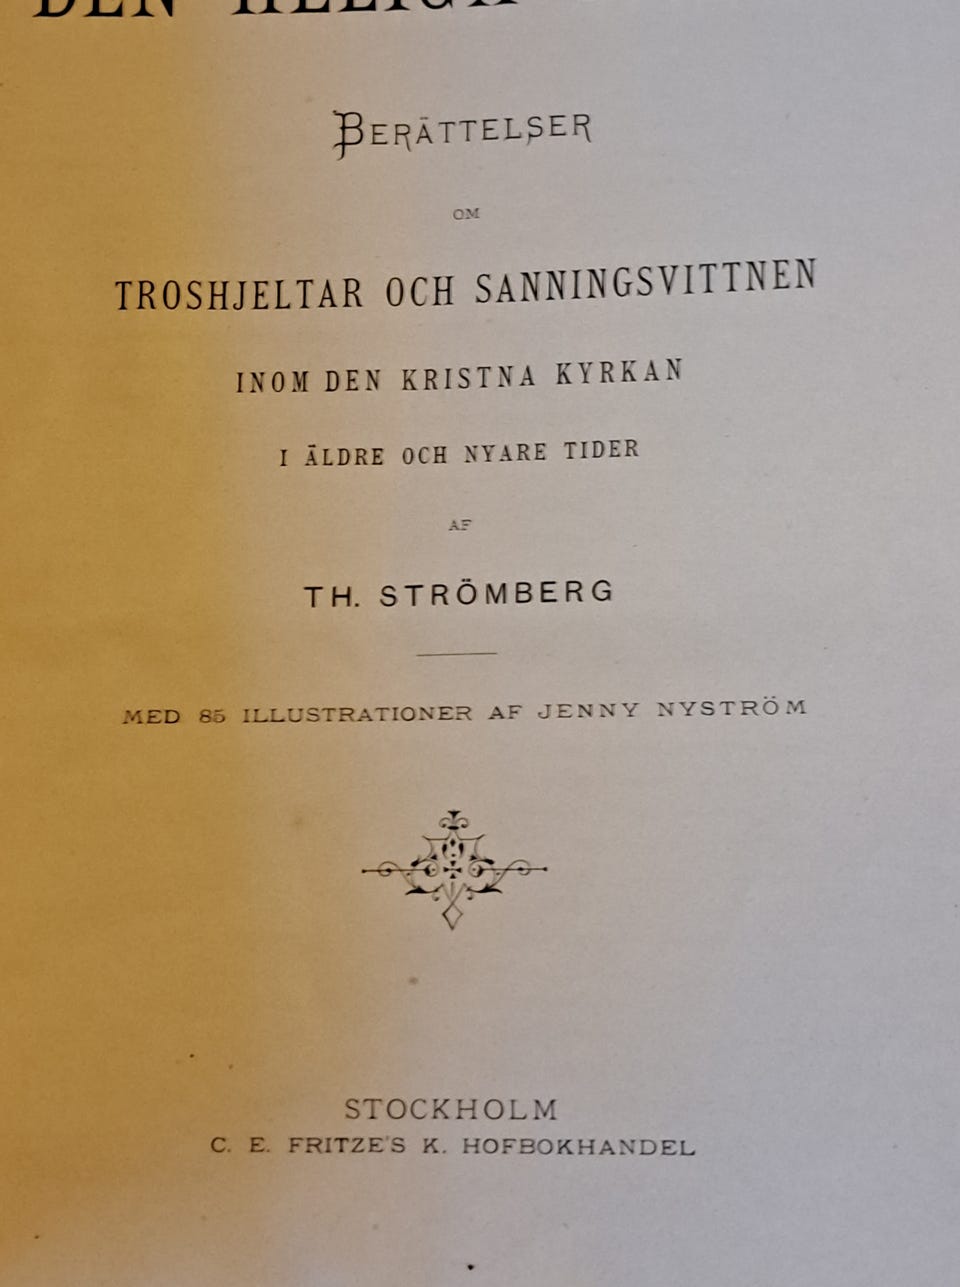 DEN
BERÄTTELSER
OM
TROSHJELTAR OCH SANNINGSVITTNEN
INOM DEN KRISTNA KYRKAN
I ÄLDRE OCH NYARE TIDER
AF
TH. STRÖMBERG
MED 85 ILLUSTRATIONER AF JENNY NYSTRÖM
STOCKHOLM
C. E. FRITZE'S K. HOFBOKHANDEL